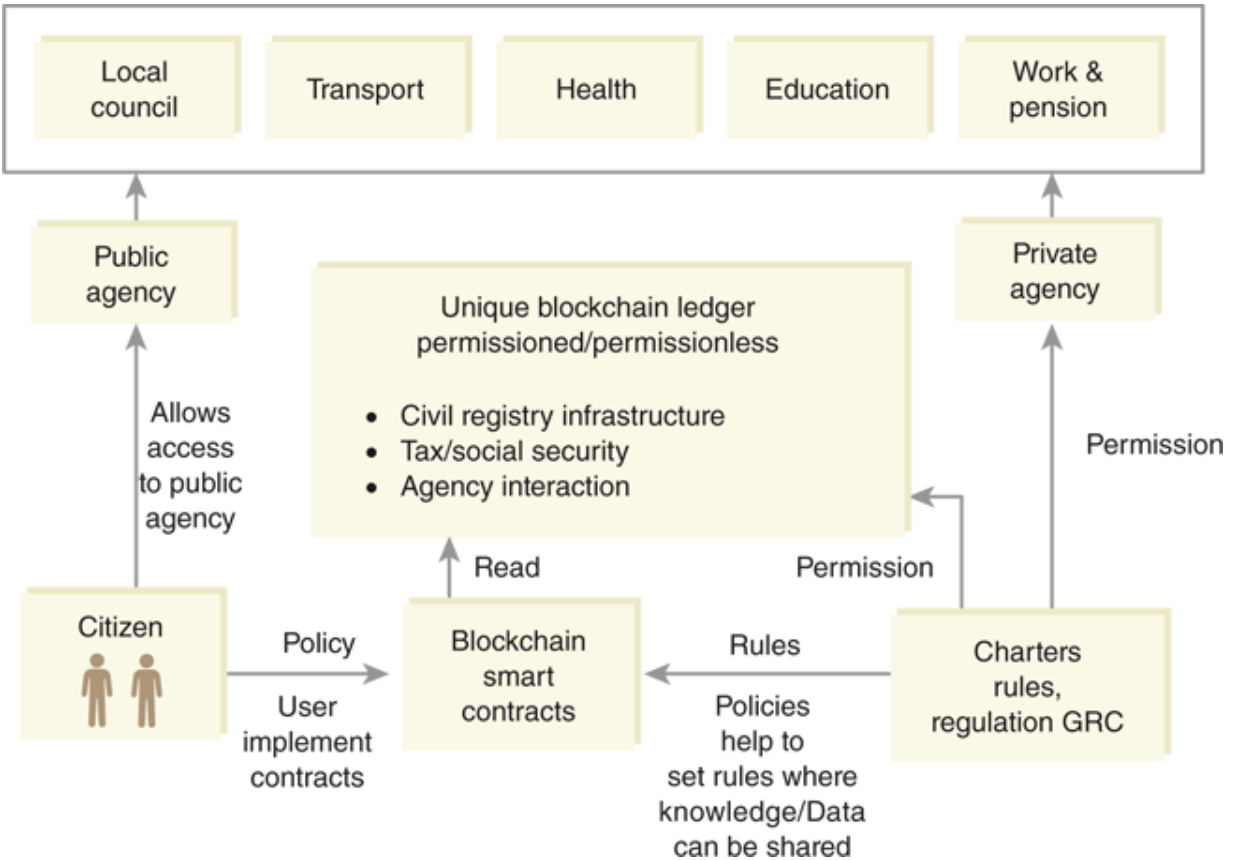 Local
council
Transport
Health
Education
Work &
pension
Public
agency
Private
agency
Unique blockchain ledger
permissioned/permissionless
• Civil registry infrastructure
• Tax/social security
• Agency interaction
Allows
access
to public
agency
Permission
Read
Permission
Citizen
Policy
User
implement
contracts
Blockchain
smart
contracts
Rules
Policies
help to
set rules where
knowledge/Data
can be shared
Charters
rules,
regulation GRC